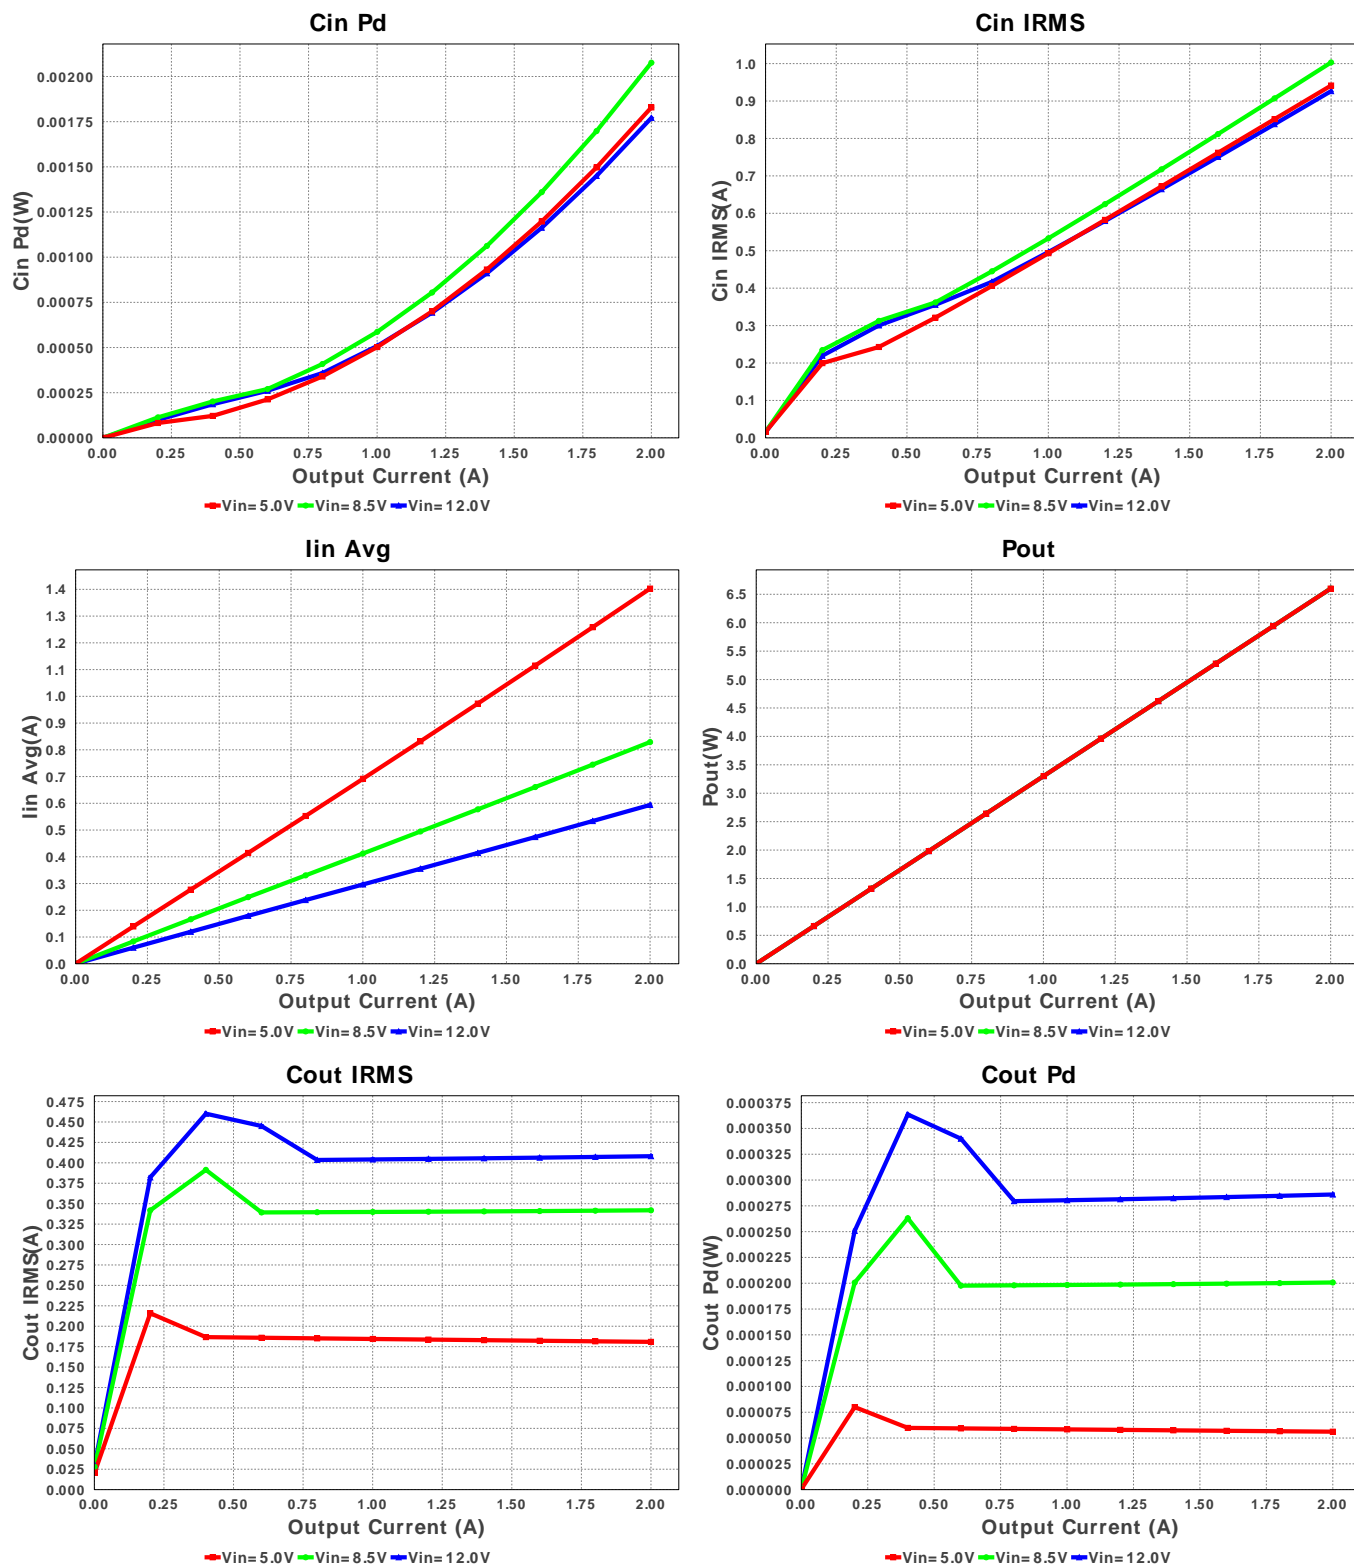 Cin Pd
Cin Pd(W)
0.00200
0.00175
0.00150
0.00125
0.00100
0.00075
0.00050
0.00025
0.00000
0.00 0.25 0.50 0.75 1.00 1.25 1.50 1.75 2.00
Output Current (A)
Vin= 5.0V Vin= 8.5V Vin= 12.0V
Cin IRMS
Cin IRMS(A)
1.0
0.9
0.8
0.7
0.6
0.5
0.4
0.3
0.2
0.1
0.0
0.00 0.25 0.50 0.75 1.00 1.25 1.50 1.75 2.00
Output Current (A)
Vin= 5.0V Vin= 8.5V Vin= 12.0V
Iin Avg
Iin Avg(A)
1.4
1.3
1.2
1.1
1.0
0.9
0.8
0.7
0.6
0.5
0.4
0.3
0.2
0.1
0.0
0.00 0.25 0.50 0.75 1.00 1.25 1.50 1.75 2.00
Output Current (A)
Vin= 5.0V Vin= 8.5V Vin= 12.0V
Pout
Pout(W)
6.5
6.0
5.5
5.0
4.5
4.0
3.5
3.0
2.5
2.0
1.5
1.0
0.5
0.0
0.00 0.25 0.50 0.75 1.00 1.25 1.50 1.75 2.00
Output Current (A)
Vin= 5.0V Vin= 8.5V Vin= 12.0V
Cout IRMS
Cout IRMS(A)
0.475
0.450
0.425
0.400
0.375
0.350
0.325
0.300
0.275
0.250
0.225
0.200
0.175
0.150
0.125
0.100
0.075
0.050
0.025
0.000
0.00 0.25 0.50 0.75 1.00 1.25 1.50 1.75 2.00
Output Current (A)
Vin= 5.0V Vin= 8.5V Vin= 12.0V
Cout Pd
Cout Pd(W)
0.000375
0.000350
0.000325
0.000300
0.000275
0.000250
0.000225
0.000200
0.000175
0.000150
0.000125
0.000100
0.000075
0.000050
0.000025
0.000000
0.00 0.25 0.50 0.75 1.00 1.25 1.50 1.75 2.00
Output Current (A)
Vin= 5.0V Vin= 8.5V Vin= 12.0V